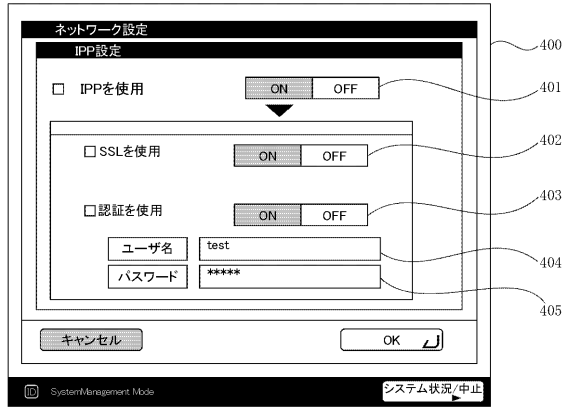 ネットワーク設定
IPP設定
400
IPPを使用 ON OFF
401
SSLを使用 ON OFF
402
認証を使用 ON OFF
403
ユーザ名 test
404
パスワード *****
405
キャンセル OK
ID SystemManagement Mode システム状況/中止